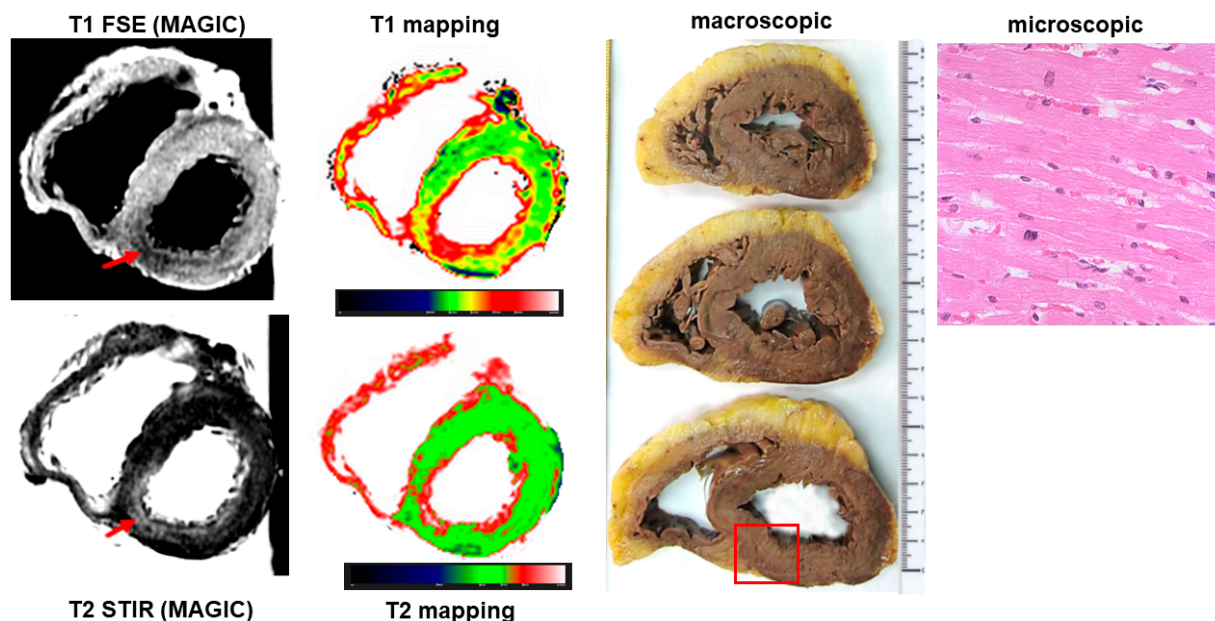 T1 FSE (MAGIC)
T1 mapping
macroscopic
microscopic
T2 STIR (MAGIC)
T2 mapping